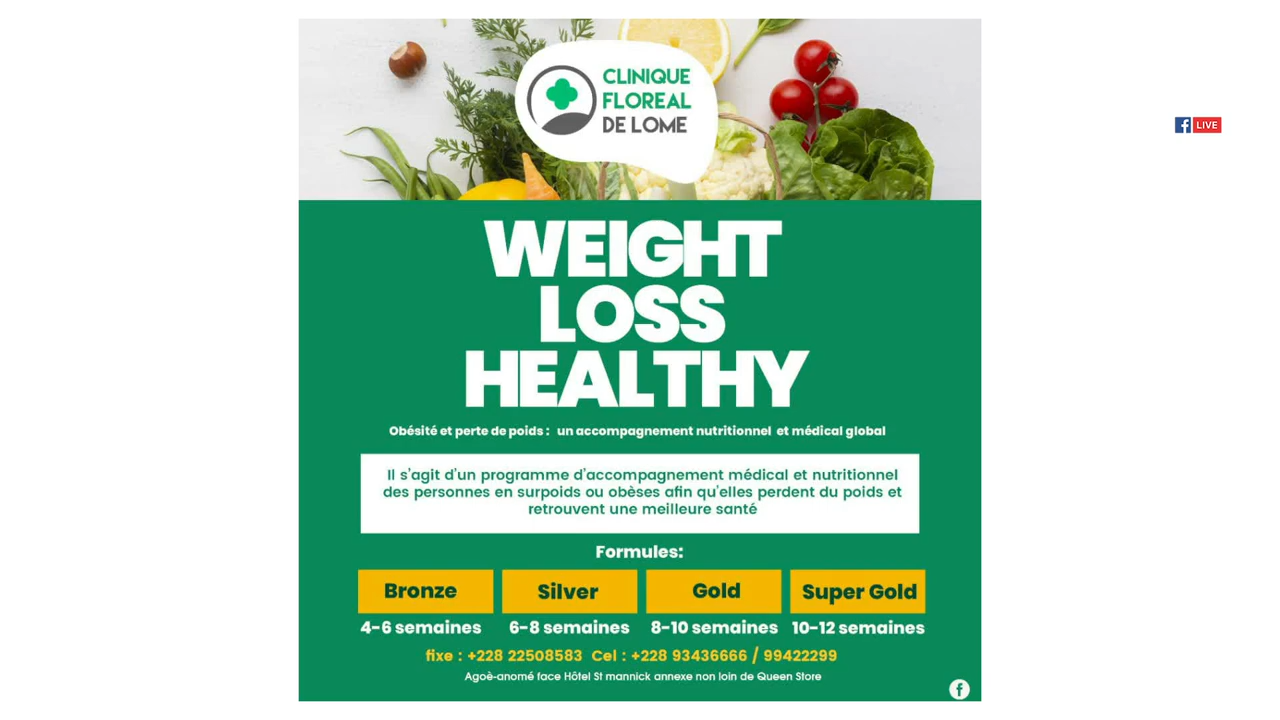 CLINIQUE
FLOREAL
DE LOME
LIVE
WEIGHT
LOSS
HEALTHY
Obésité et perte de poids : un accompagnement nutritionnel et médical global
Il s'agit d'un programme d'accompagnement médical et nutritionnel
des personnes en surpoids ou obèses afin qu'elles perdent du poids et
retrouvent une meilleure santé
Formules:
Bronze Silver Gold Super Gold
4-6 semaines 6-8 semaines 8-10 semaines 10-12 semaines
fixe : +228 22508583 Cel : +228 93436666 / 99422299
Agoè-anomé face Hôtel St mannick annexe non loin de Queen Store